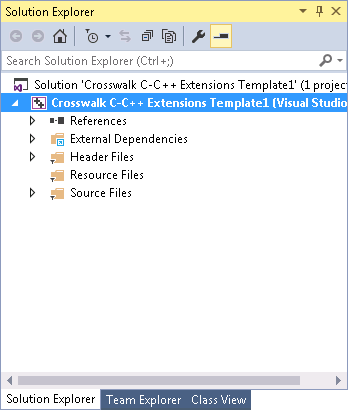 Solution Explorer
Search Solution Explorer (Ctrl+;)
Solution 'Crosswalk C-C++ Extensions Template1' (1 project
Crosswalk C-C++ Extensions Template1 (Visual Studio
References
External Dependencies
Header Files
Resource Files
Source Files
Solution Explorer Team Explorer Class View